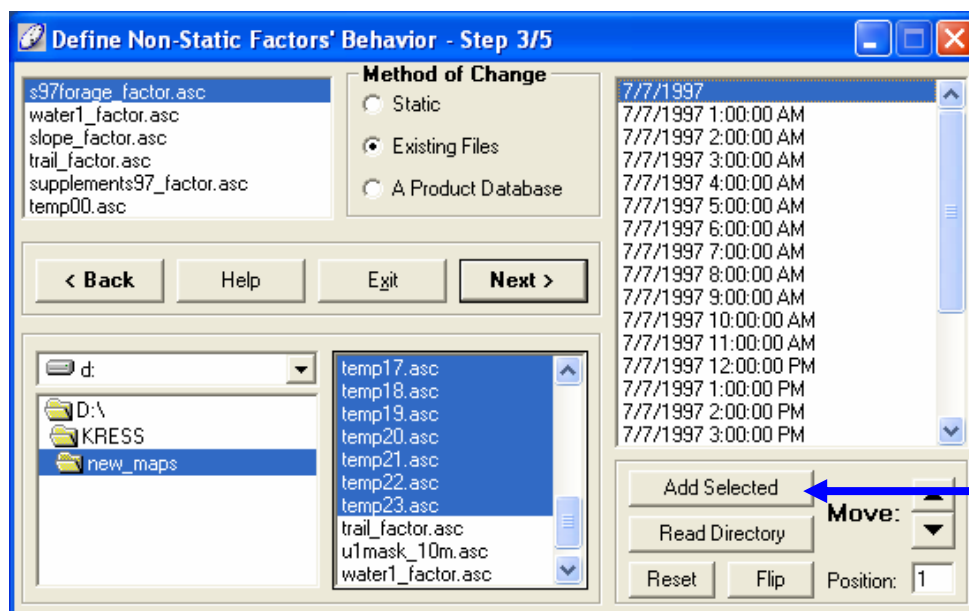 Define Non-Static Factors' Behavior - Step 3/5
s97forage_factor.asc
water1_factor.asc
slope_factor.asc
trail_factor.asc
supplements97_factor.asc
temp00.asc
Method of Change
Static
Existing Files
A Product Database
< Back
Help
Exit
Next >
d:
D:\
KRESS
new_maps
temp17.asc
temp18.asc
temp19.asc
temp20.asc
temp21.asc
temp22.asc
temp23.asc
trail_factor.asc
u1mask_10m.asc
water1_factor.asc
7/7/1997
7/7/1997 1:00:00 AM
7/7/1997 2:00:00 AM
7/7/1997 3:00:00 AM
7/7/1997 4:00:00 AM
7/7/1997 5:00:00 AM
7/7/1997 6:00:00 AM
7/7/1997 7:00:00 AM
7/7/1997 8:00:00 AM
7/7/1997 9:00:00 AM
7/7/1997 10:00:00 AM
7/7/1997 11:00:00 AM
7/7/1997 12:00:00 PM
7/7/1997 1:00:00 PM
7/7/1997 2:00:00 PM
7/7/1997 3:00:00 PM
Add Selected
Read Directory
Reset
Flip
Move:
Position: 1